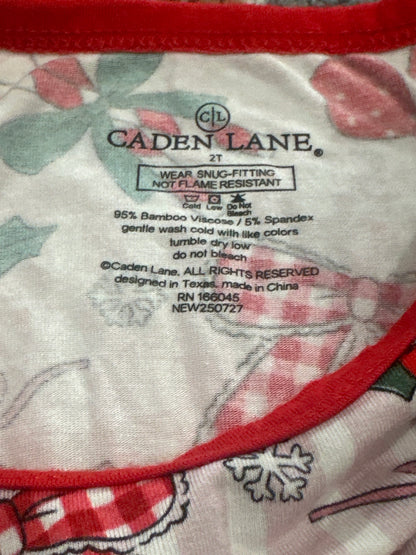 C|L
CADEN LANE®
2T
WEAR SNUG-FITTING
NOT FLAME RESISTANT
Cold Low Do Not
Bleach
95% Bamboo Viscose / 5% Spandex
gentle wash cold with like colors
tumble dry low
do not bleach
©Caden Lane. ALL RIGHTS RESERVED
designed in Texas, made in China
RN 166045
NEW250727